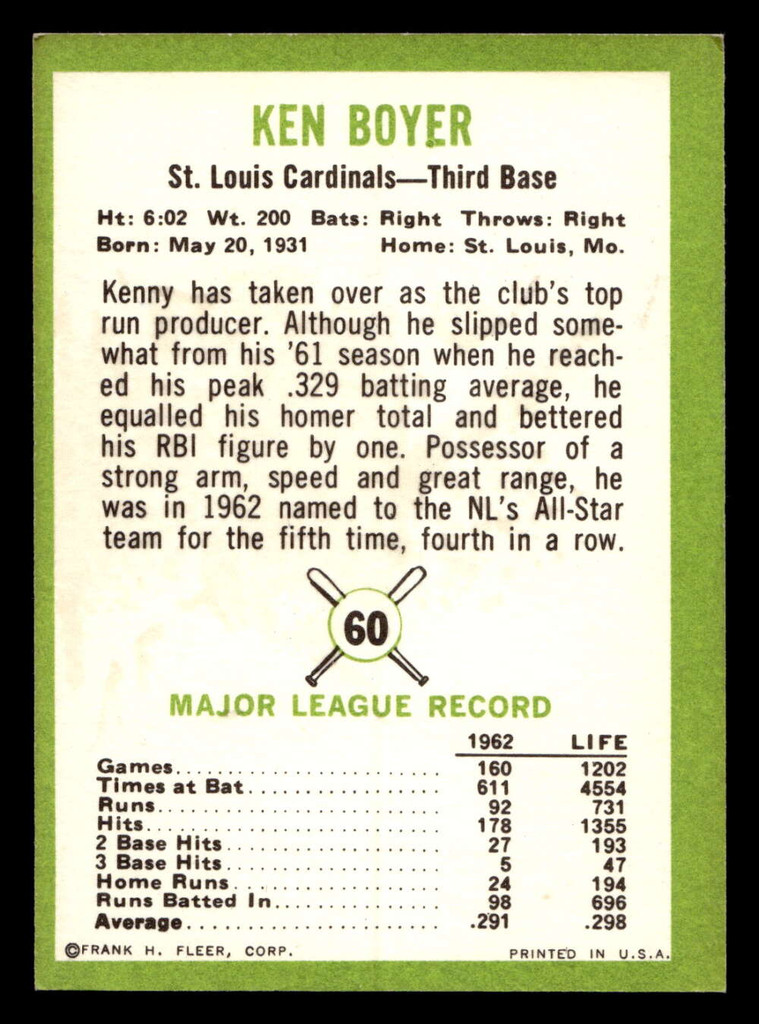 KEN BOYER
St. Louis Cardinals—Third Base
Ht: 6:02 Wt. 200 Bats: Right Throws: Right
Born: May 20, 1931 Home: St. Louis, Mo.
Kenny has taken over as the club's top
run producer. Although he slipped some-
what from his '61 season when he reach-
ed his peak .329 batting average, he
equalled his homer total and bettered
his RBI figure by one. Possessor of a
strong arm, speed and great range, he
was in 1962 named to the NL's All-Star
team for the fifth time, fourth in a row.
60
MAJOR LEAGUE RECORD
1962 LIFE
Games 160 1202
Times at Bat 611 4554
Runs 92 731
Hits 178 1355
2 Base Hits 27 193
3 Base Hits 5 47
Home Runs 24 194
Runs Batted In 98 696
Average .291 .298
©FRANK H. FLEER, CORP. PRINTED IN U.S.A.